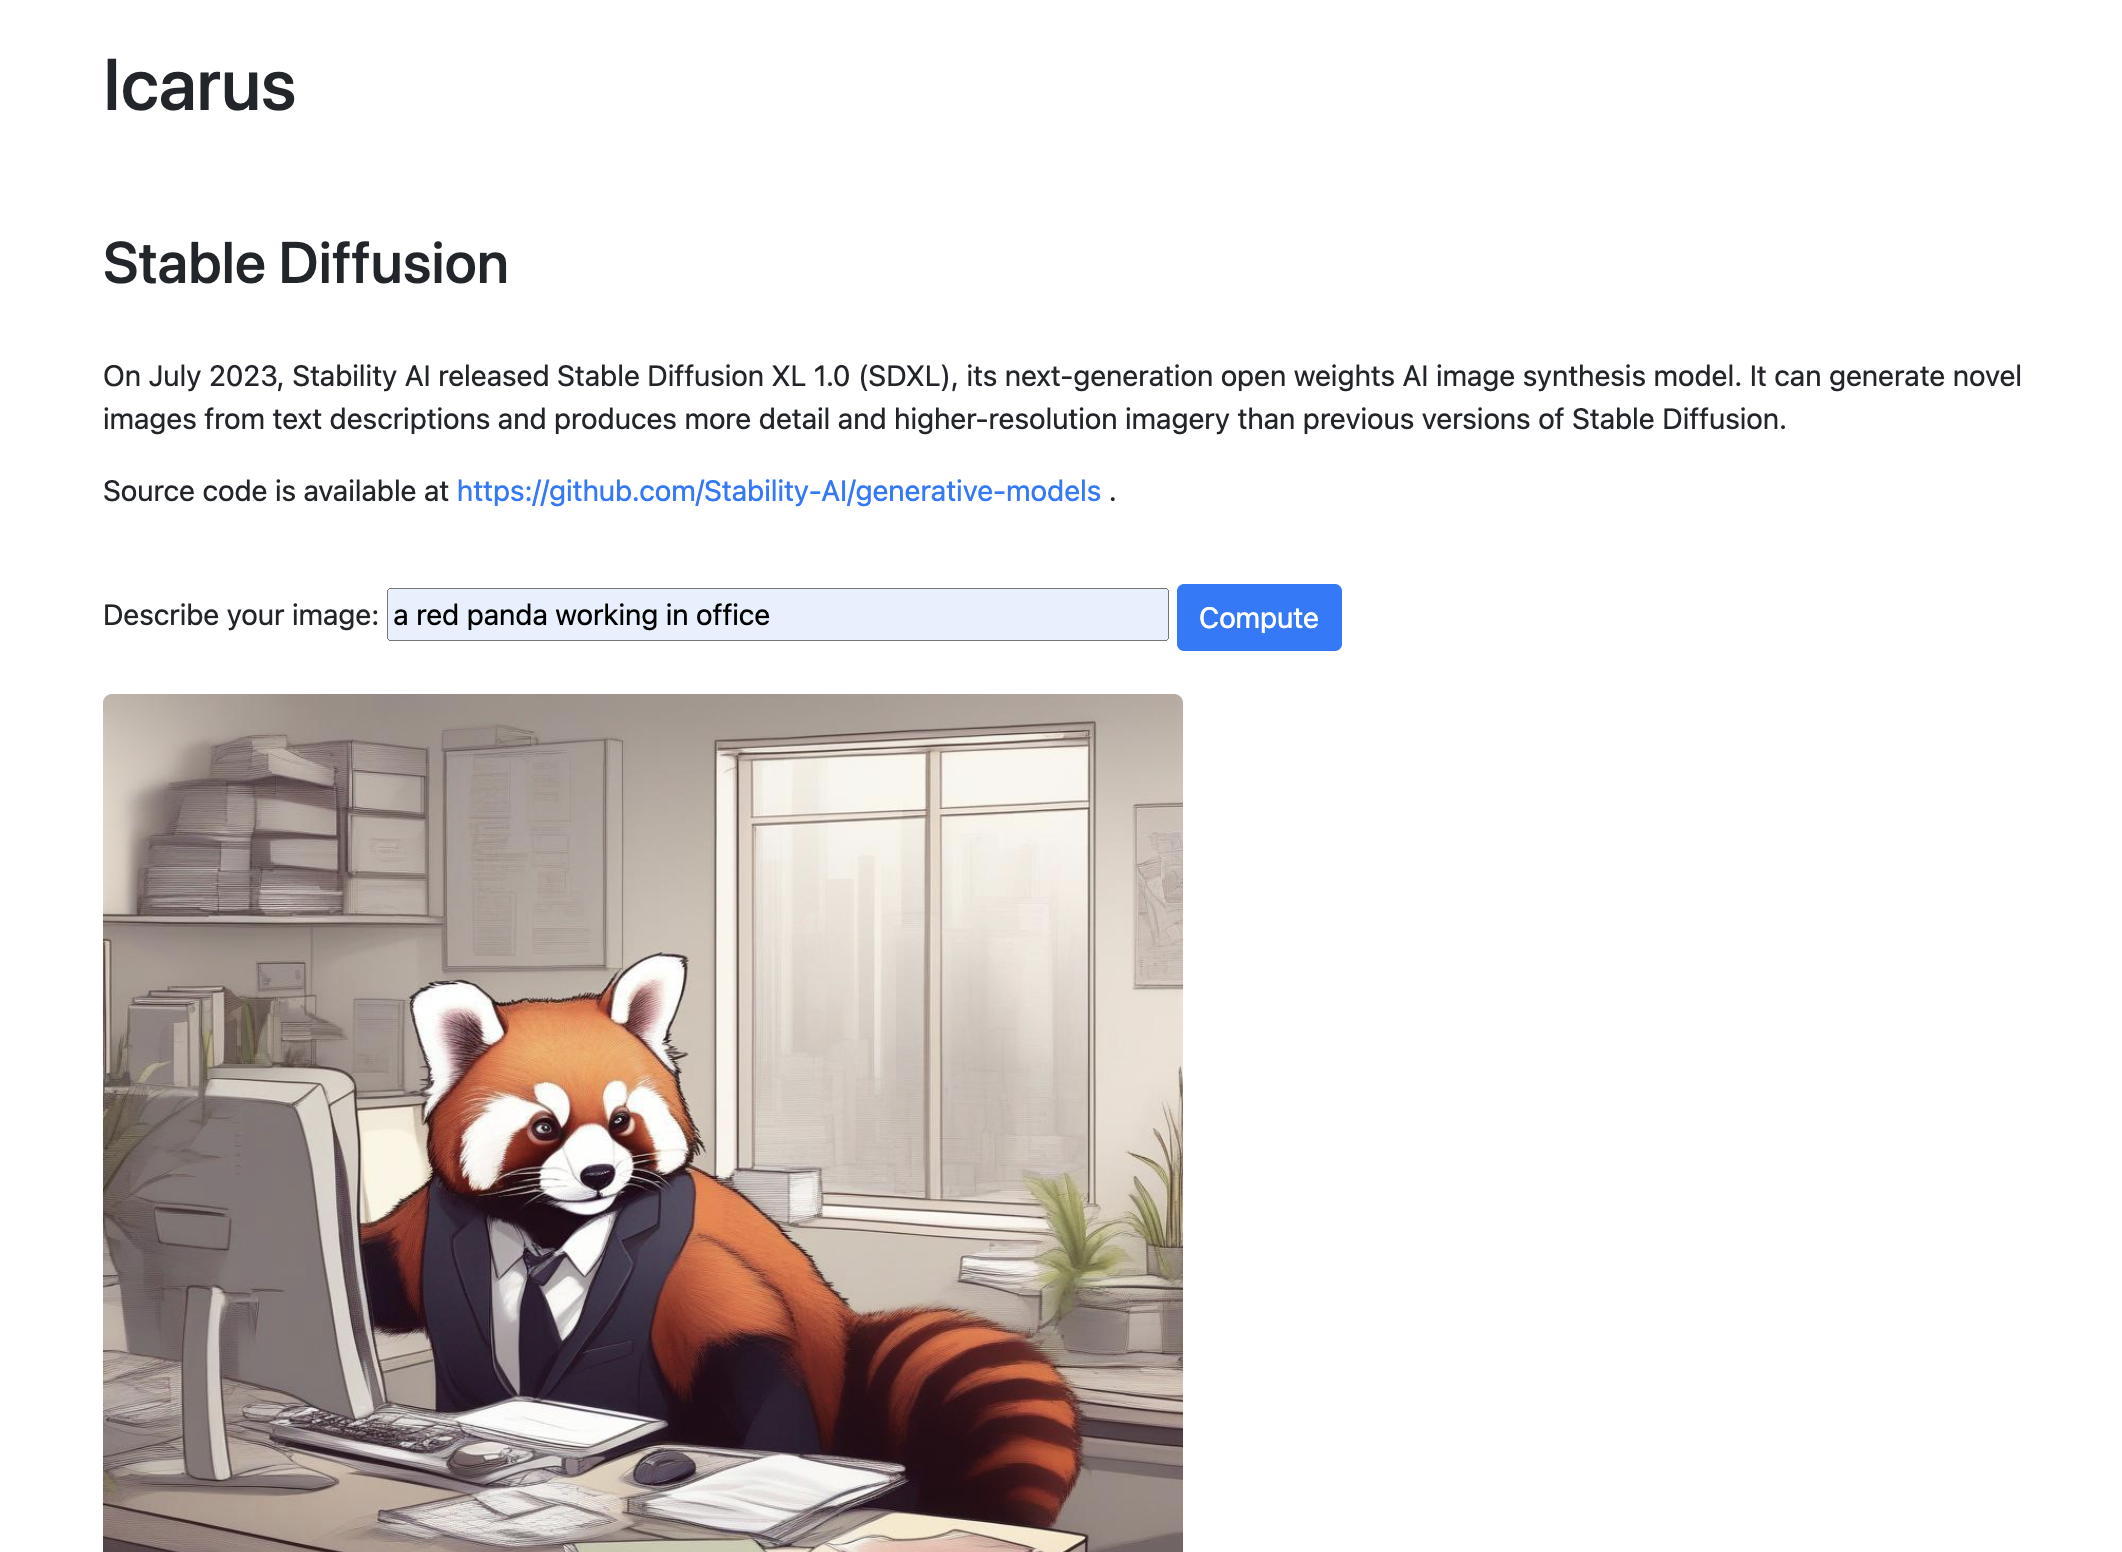 Icarus
Stable Diffusion
On July 2023, Stability AI released Stable Diffusion XL 1.0 (SDXL), its next-generation open weights AI image synthesis model. It can generate novel
images from text descriptions and produces more detail and higher-resolution imagery than previous versions of Stable Diffusion.
Source code is available at https://github.com/Stability-AI/generative-models .
Describe your image: a red panda working in office Compute